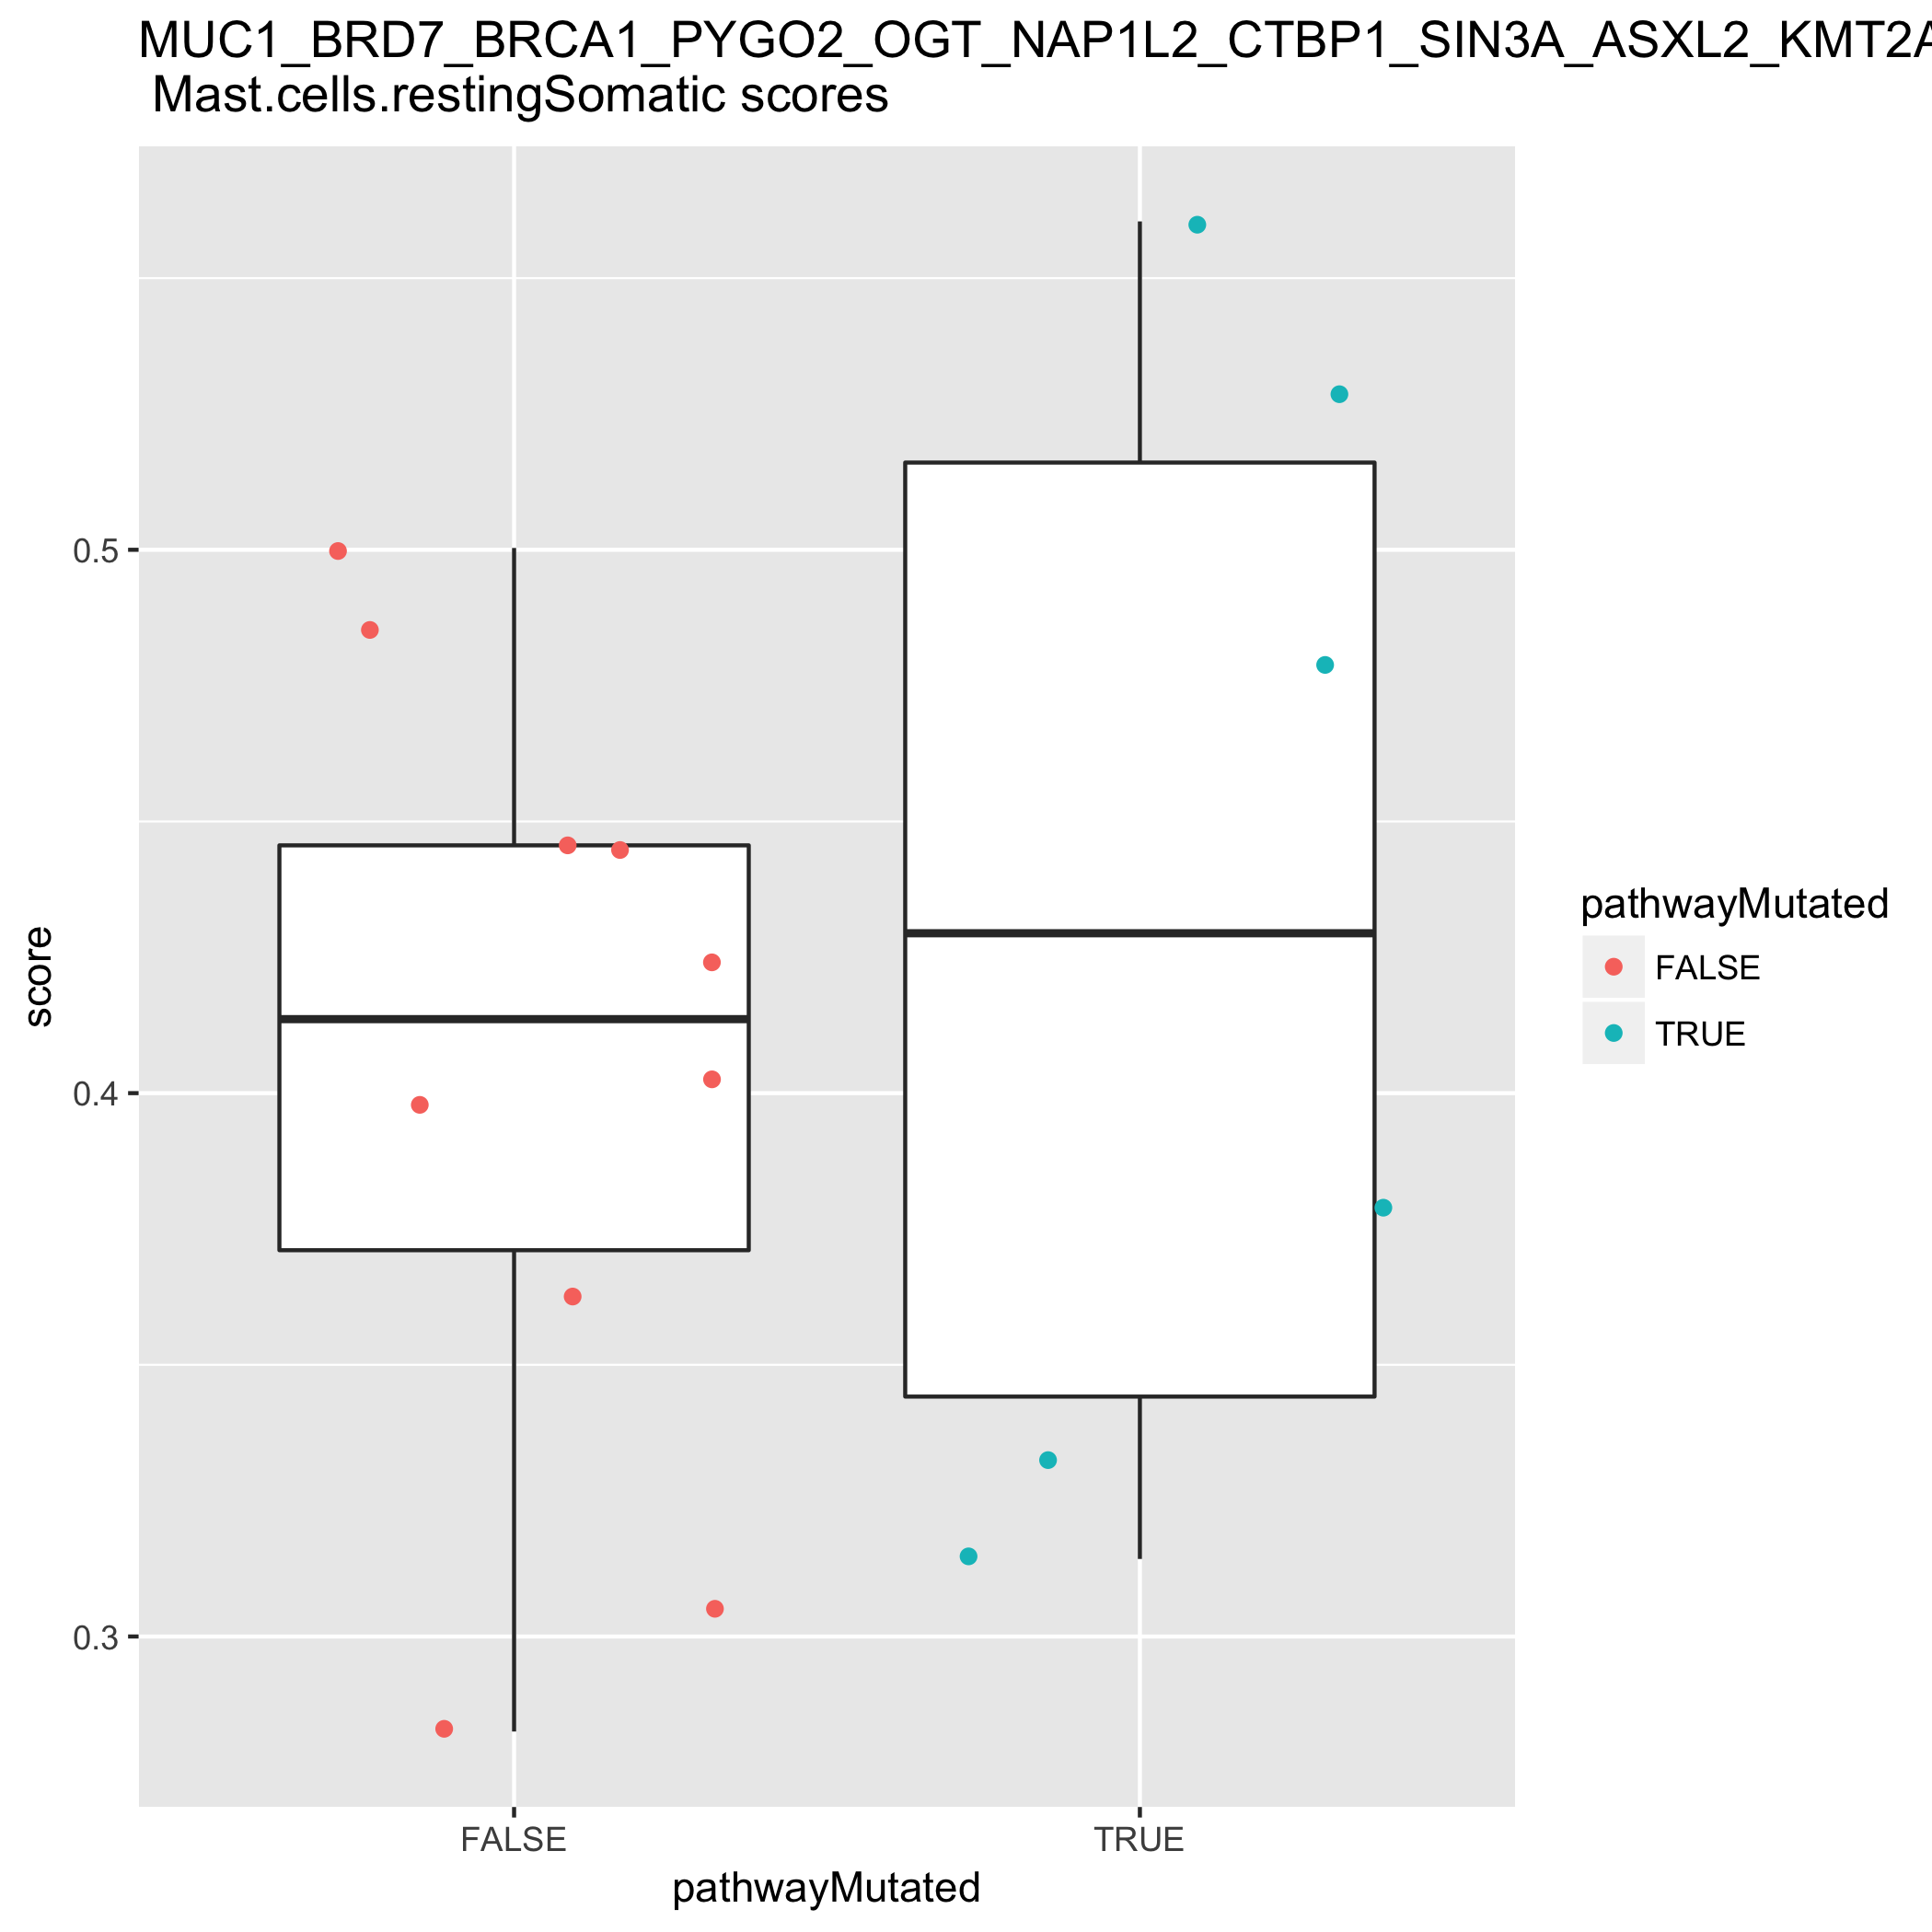 MUC1_BRD7_BRCA1_PYGO2_OGT_NAP1L2_CTBP1_SIN3A_ASXL2_KMT2A
Mast.cells.restingSomatic scores
0.5
0.4
0.3
score
FALSE
TRUE
pathwayMutated
pathwayMutated
FALSE
TRUE